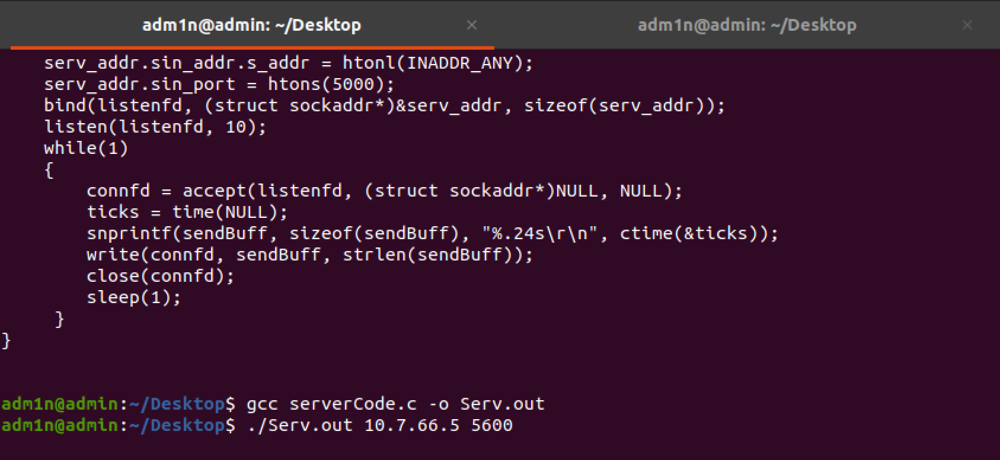 adm1n@admin: ~/Desktop × adm1n@admin: ~/Desktop ×
serv_addr.sin_addr.s_addr = htonl(INADDR_ANY);
serv_addr.sin_port = htons(5000);
bind(listenfd, (struct sockaddr*)&serv_addr, sizeof(serv_addr));
listen(listenfd, 10);
while(1)
{
connfd = accept(listenfd, (struct sockaddr*)NULL, NULL);
ticks = time(NULL);
snprintf(sendBuff, sizeof(sendBuff), "%.24s\r\n", ctime(&ticks));
write(connfd, sendBuff, strlen(sendBuff));
close(connfd);
sleep(1);
}
}
adm1n@admin:~/Desktop$ gcc serverCode.c -o Serv.out
adm1n@admin:~/Desktop$ ./Serv.out 10.7.66.5 5600